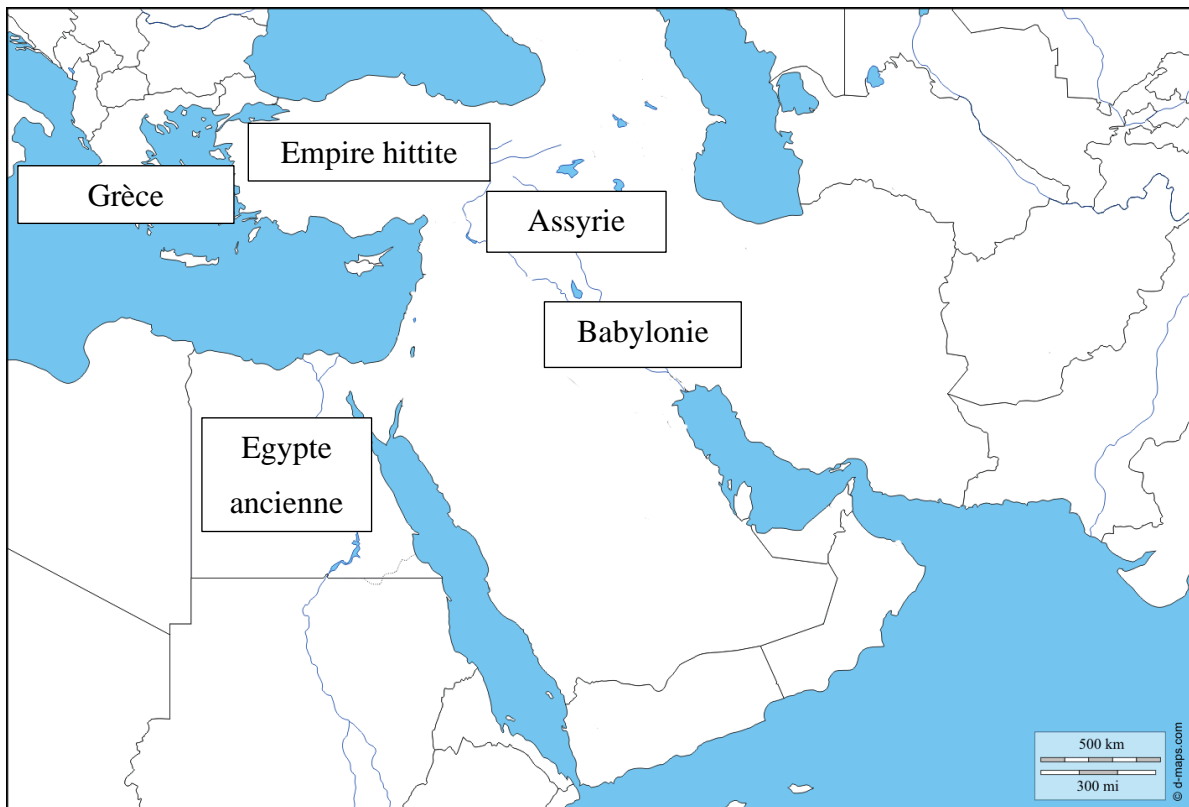 Empire hittite
Grèce
Assyrie
Babylonie
Egypte
ancienne
500 km
300 mi
© d-maps.com